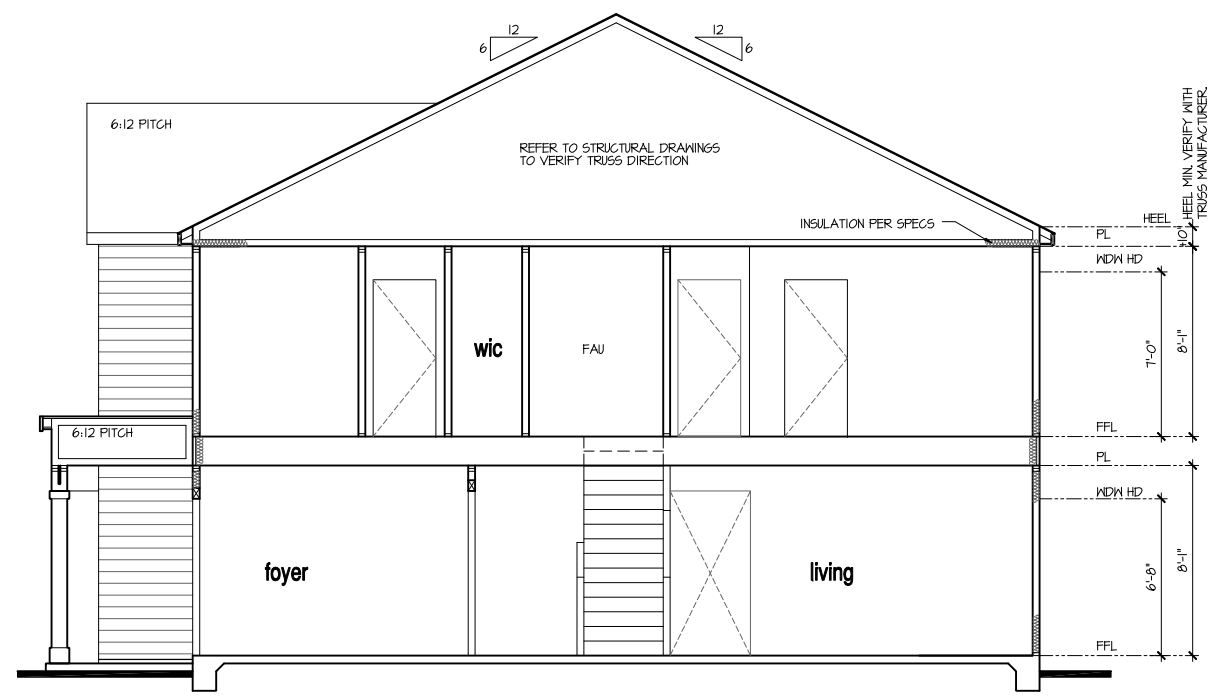 12
6
12
6
6:12 PITCH
REFER TO STRUCTURAL DRAWINGS
TO VERIFY TRUSS DIRECTION
INSULATION PER SPECS
HEEL
PL
WDW HD
10" HEEL MIN. VERIFY WITH
TRUSS MANUFACTURER.
wic
FAU
7'-0"
8'-1"
6:12 PITCH
FFL
PL
WDW HD
foyer
living
6'-8"
8'-1"
FFL